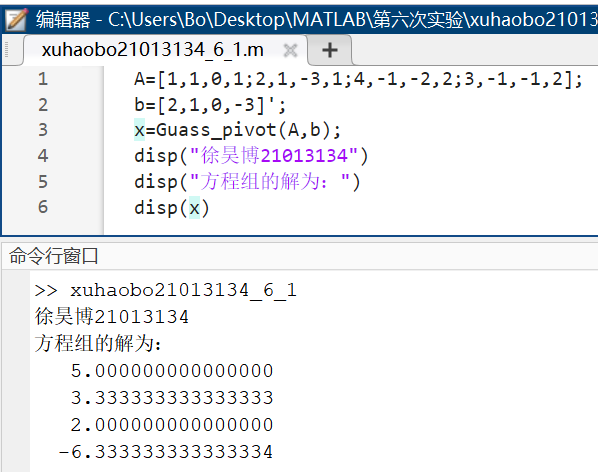 编辑器 - C:\Users\Bo\Desktop\MATLAB\第六次实验\xuhaobo21013
xuhaobo21013134_6_1.m
1 A=[1,1,0,1;2,1,-3,1;4,-1,-2,2;3,-1,-1,2];
2 b=[2,1,0,-3]';
3 x=Guass_pivot(A,b);
4 disp("徐昊博21013134")
5 disp("方程组的解为：")
6 disp(x)
命令行窗口
>> xuhaobo21013134_6_1
徐昊博21013134
方程组的解为：
5.000000000000000
3.333333333333333
2.000000000000000
-6.333333333333334